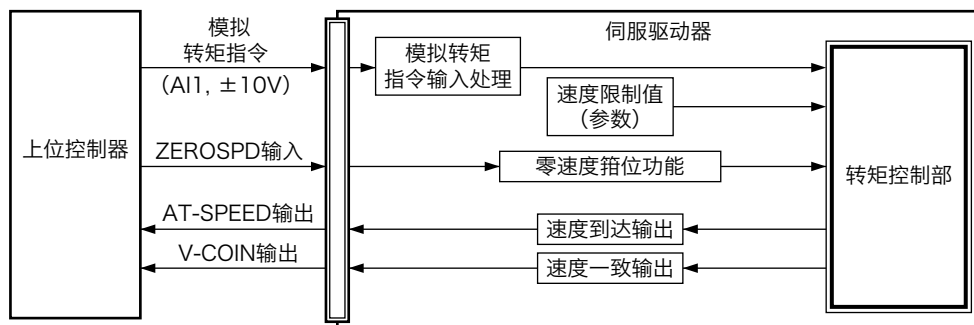 模拟
转矩指令
（AI1, ±10V）
伺服驱动器
模拟转矩
指令输入处理
速度限制值
（参数）
上位控制器
ZEROSPD输入
零速度箝位功能
转矩控制部
AT-SPEED输出
速度到达输出
V-COIN输出
速度一致输出